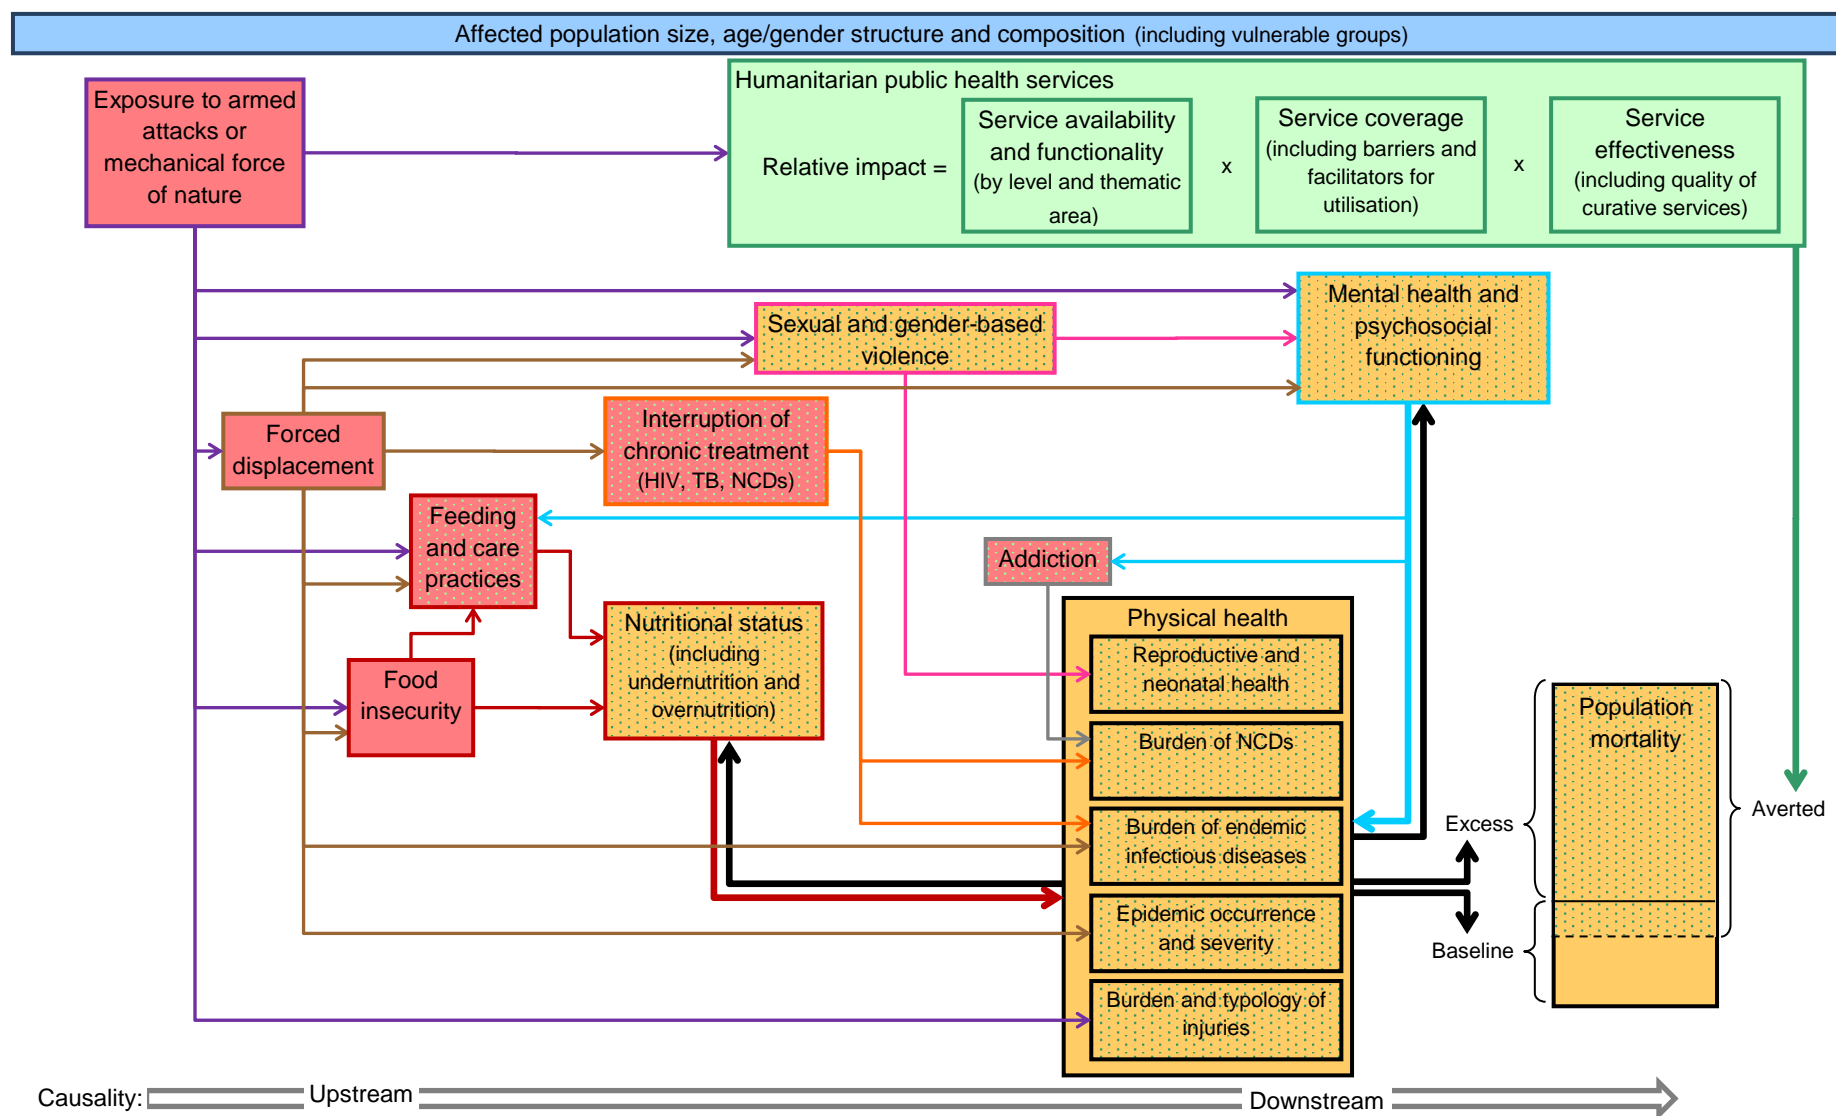 Affected population size, age/gender structure and composition (including vulnerable groups)
Exposure to armed
attacks or
mechanical force
of nature
Humanitarian public health services
Relative impact =
Service availability
and functionality
(by level and thematic
area)
x
Service coverage
(including barriers and
facilitators for
utilisation)
x
Service
effectiveness
(including quality of
curative services)
Mental health and
psychosocial
functioning
Sexual and gender-based
violence
Forced
displacement
Interruption of
chronic treatment
(HIV, TB, NCDs)
Feeding
and care
practices
Addiction
Nutritional status
(including
undernutrition and
overnutrition)
Food
insecurity
Physical health
Reproductive and
neonatal health
Burden of NCDs
Burden of endemic
infectious diseases
Epidemic occurrence
and severity
Burden and typology of
injuries
Population
mortality
Excess
Baseline
Averted
Causality:
Upstream
Downstream